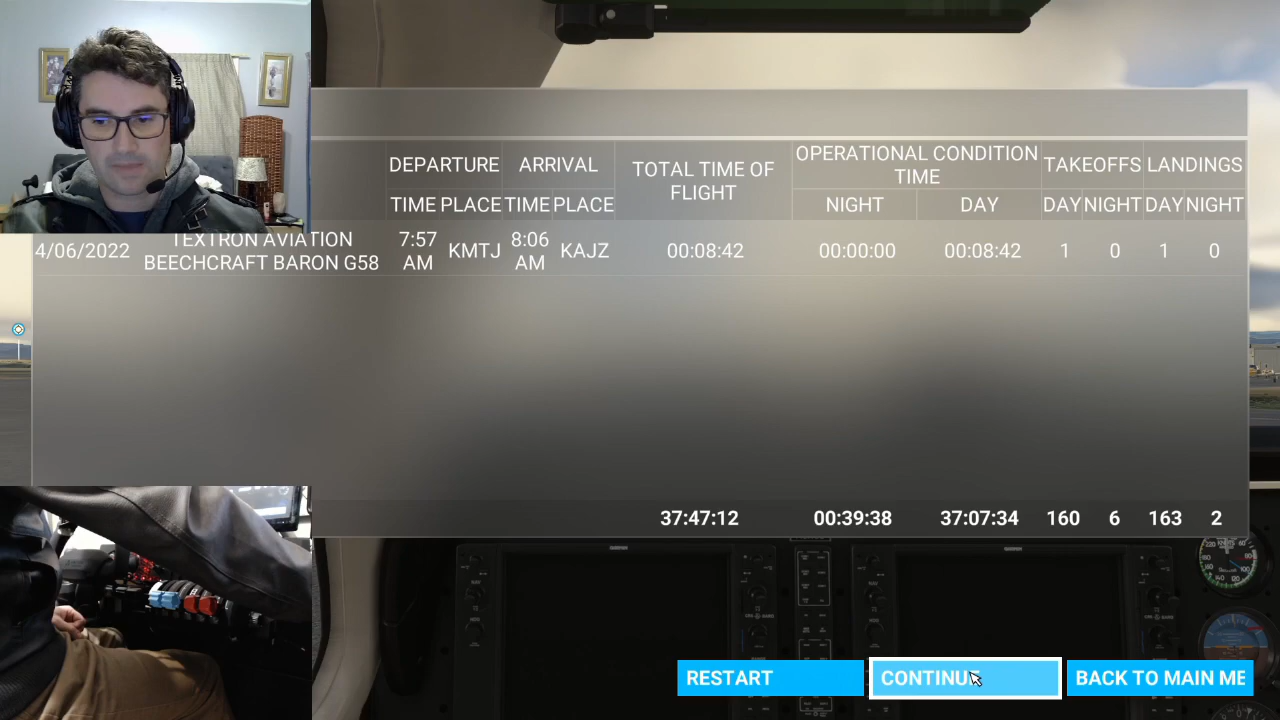 DEPARTURE ARRIVAL TOTAL TIME OF FLIGHT OPERATIONAL CONDITION TIME TAKEOFFS LANDINGS
TIME PLACE TIME PLACE NIGHT DAY DAY NIGHT DAY NIGHT
4/06/2022 TEXTRON AVIATION BEECHCRAFT BARON G58 7:57 AM KMTJ 8:06 AM KAJZ 00:08:42 00:00:00 00:08:42 1 0 1 0
37:47:12 00:39:38 37:07:34 160 6 163 2
RESTART CONTINUE BACK TO MAIN ME